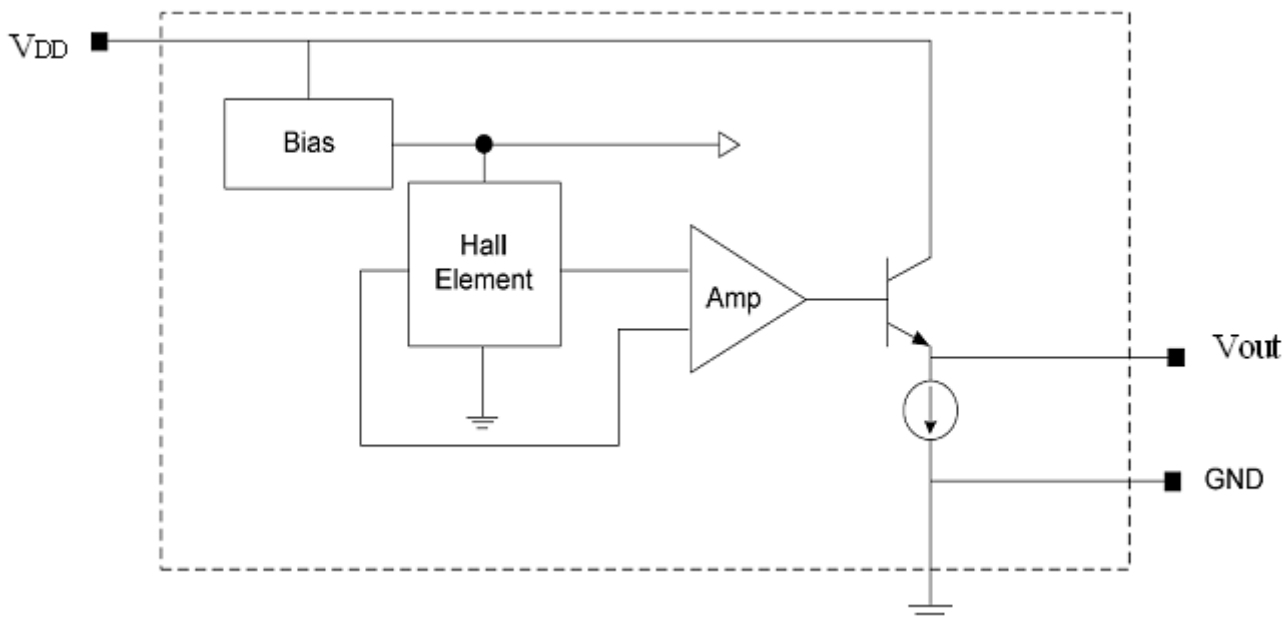 VDD
Bias
Hall
Element
Amp
Vout
GND